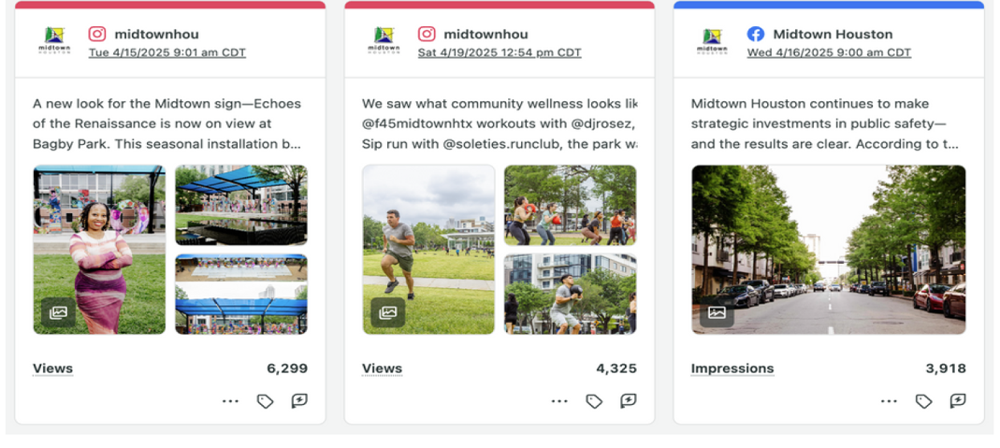 midtown
HOUSTON
midtownhou
Tue 4/15/2025 9:01 am CDT
A new look for the Midtown sign—Echoes
of the Renaissance is now on view at
Bagby Park. This seasonal installation b...
Views 6,299
midtown
HOUSTON
midtownhou
Sat 4/19/2025 12:54 pm CDT
We saw what community wellness looks lik
@f45midtownhtx workouts with @djrosez,
Sip run with @soleties.runclub, the park wa
Views 4,325
midtown
HOUSTON
Midtown Houston
Wed 4/16/2025 9:00 am CDT
Midtown Houston continues to make
strategic investments in public safety—
and the results are clear. According to t...
Impressions 3,918